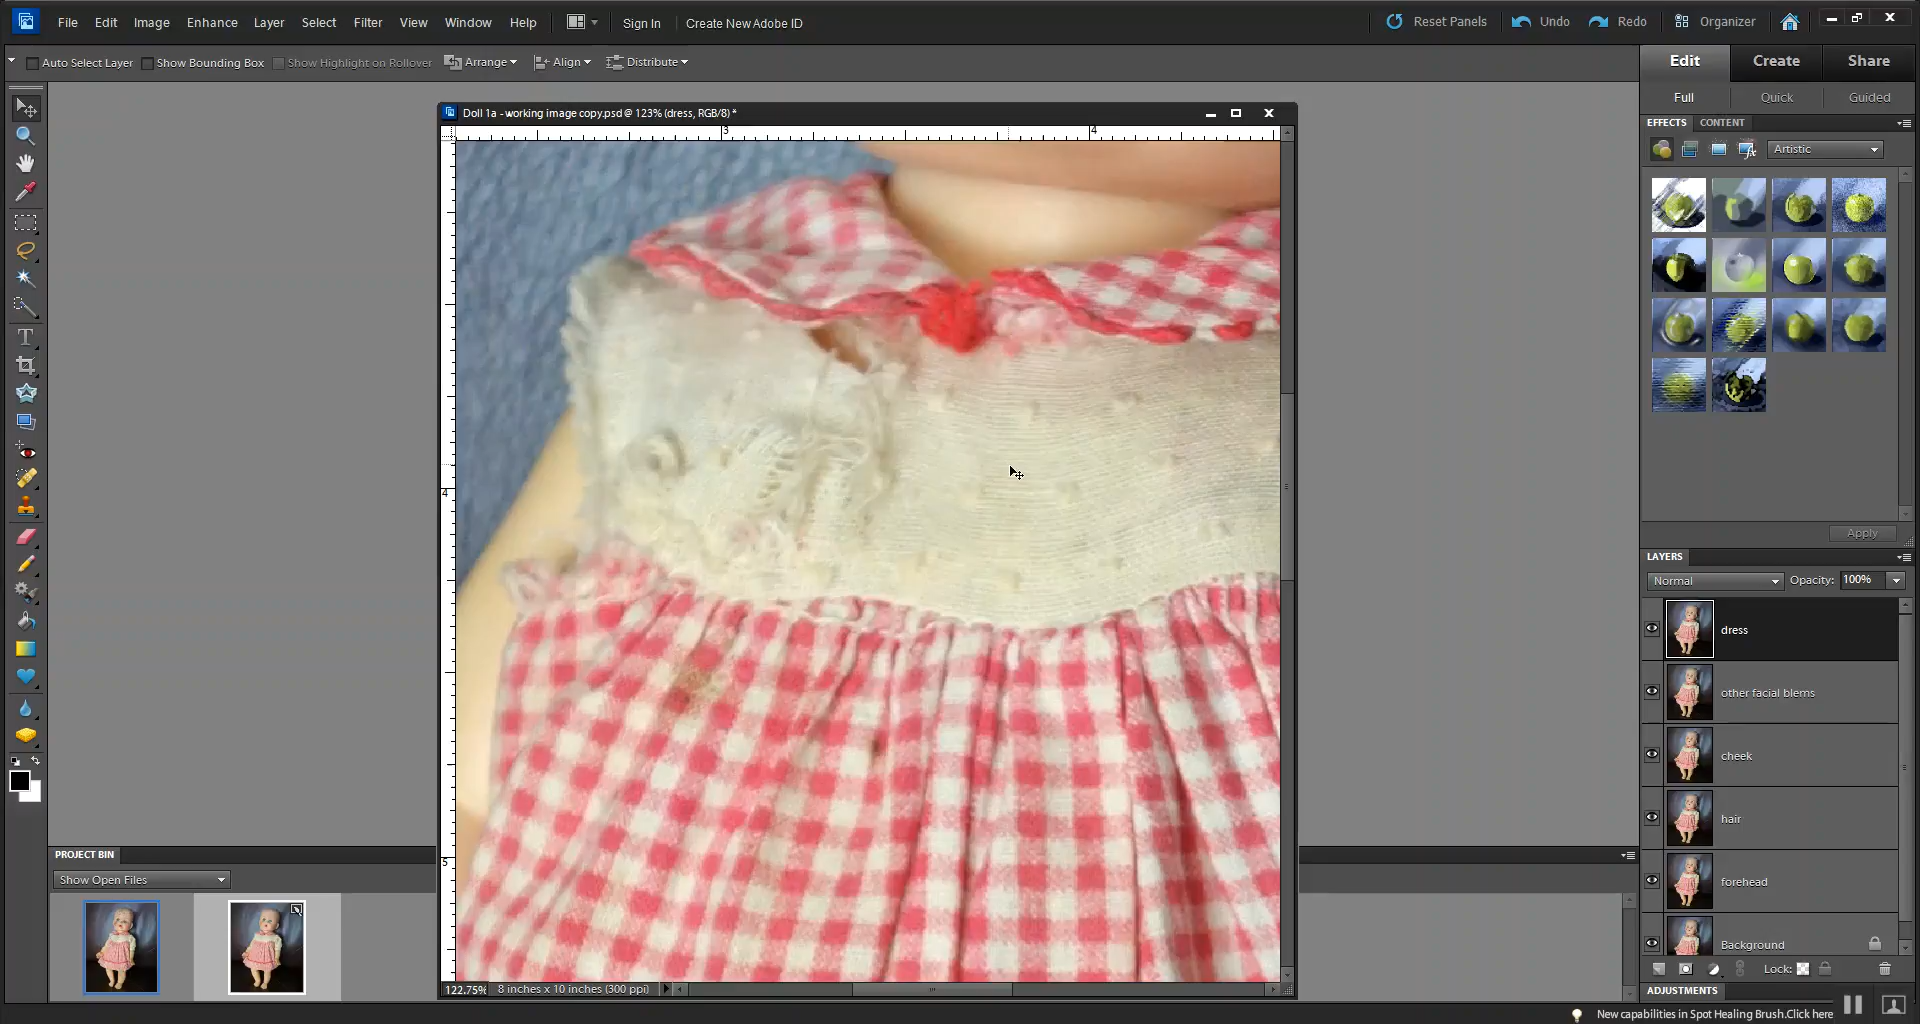 File Edit Image Enhance Layer Select Filter View Window Help Sign In Create New Adobe ID Reset Panels Undo Redo Organizer
Auto Select Layer Show Bounding Box Show Highlight on Rollover Arrange Align Distribute
Edit Create Share
Full Quick Guided
Doll 1a - working image copy.psd @ 123% (dress, RGB/8) *
EFFECTS CONTENT
Artistic
3 4
4
5
Apply
LAYERS
Normal Opacity: 100%
dress
other facial blems
cheek
hair
forehead
Background
Lock:
ADJUSTMENTS
PROJECT BIN
Show Open Files
122.75% 8 inches x 10 inches (300 ppi)
New capabilities in Spot Healing Brush.Click here